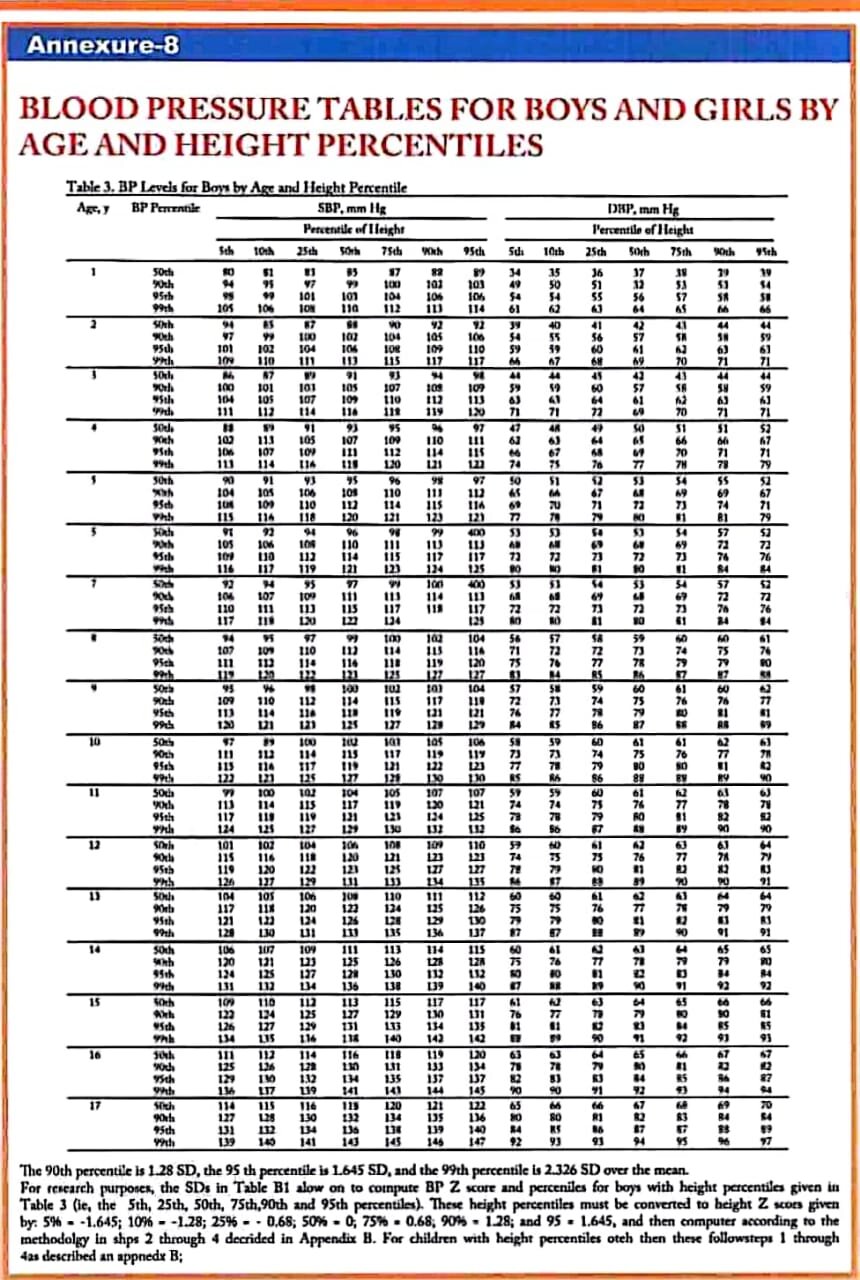 Annexure-8
BLOOD PRESSURE TABLES FOR BOYS AND GIRLS BY
AGE AND HEIGHT PERCENTILES
Table 3. BP Levels for Boys by Age and Height Percentile
Age, y BP Percentile SBP, mm Hg DBP, mm Hg
Percentile of Height Percentile of Height
5th 10th 25th 50th 75th 90th 95th 5th 10th 25th 50th 75th 90th 95th
1 50th 80 81 83 85 87 88 89 34 35 36 37 38 39 39
90th 94 95 97 99 100 102 103 49 50 51 52 53 53 54
95th 98 99 101 103 104 106 106 54 54 55 56 57 58 58
99th 105 106 108 110 112 113 114 61 62 63 64 65 66 66
2 50th 94 85 87 88 90 92 92 39 40 41 42 43 44 44
90th 97 99 100 102 104 105 106 54 55 56 57 58 58 59
95th 101 102 104 106 108 109 110 59 59 60 61 62 63 63
99th 109 110 111 113 115 117 117 66 67 68 69 70 71 71
3 50th 86 87 89 91 93 94 98 44 44 45 42 43 44 44
90th 100 101 103 105 107 108 109 59 59 60 57 58 58 59
95th 104 105 107 109 110 112 113 63 63 64 61 62 63 63
99th 111 112 114 116 118 119 120 71 71 72 69 70 71 71
4 50th 88 89 91 93 95 96 97 47 48 49 50 51 51 52
90th 102 113 105 107 109 110 111 62 63 64 65 66 66 67
95th 106 107 109 111 112 114 115 66 67 68 69 70 71 71
99th 113 114 116 118 120 121 122 74 75 76 77 78 78 79
5 50th 90 91 93 95 96 98 97 50 51 52 53 54 55 52
90th 104 105 106 108 110 111 112 65 66 67 68 69 69 67
95th 108 109 110 112 114 115 116 69 70 71 72 73 74 71
99th 115 116 118 120 121 123 123 77 78 79 80 81 81 79
5 50th 91 92 94 96 98 99 400 53 53 54 53 54 57 52
90th 105 106 108 110 111 113 113 68 68 69 68 69 72 72
95th 109 110 112 114 115 117 117 72 72 73 72 73 76 76
99th 116 117 119 121 123 124 125 80 80 81 80 81 84 84
7 50th 92 94 95 97 99 100 400 53 53 54 53 54 57 52
90th 106 107 109 111 113 114 113 68 68 69 68 69 72 72
95th 110 111 113 115 117 118 117 72 72 73 72 73 76 76
99th 117 118 120 122 124 125 80 80 81 80 81 84 84
8 50th 94 95 97 99 100 102 104 56 57 58 59 60 60 61
90th 107 109 110 112 114 115 116 71 72 72 73 74 75 76
95th 111 112 114 116 118 119 120 75 76 77 78 79 79 80
99th 119 120 122 123 125 127 127 83 84 85 86 87 87 88
9 50th 95 96 98 100 102 103 104 57 58 59 60 61 60 62
90th 109 110 112 114 115 117 118 72 73 74 75 76 76 77
95th 113 114 116 118 119 121 121 76 77 78 79 80 81 81
99th 120 121 123 125 127 128 129 84 85 86 87 88 88 89
10 50th 97 89 100 102 103 105 106 58 59 60 61 61 62 63
90th 111 112 114 115 117 119 119 73 73 74 75 76 77 78
95th 115 116 117 119 121 122 123 77 78 79 80 80 81 82
99th 122 123 125 127 128 130 130 85 86 86 88 88 89 90
11 50th 99 100 102 104 105 107 107 59 59 60 61 62 63 63
90th 113 114 115 117 119 120 121 74 74 75 76 77 78 78
95th 117 118 119 121 123 124 125 78 78 79 80 81 82 82
99th 124 125 127 129 130 132 132 86 86 87 88 89 90 90
12 50th 101 102 104 106 108 109 110 59 60 61 62 63 63 64
90th 115 116 118 120 121 123 123 74 75 75 76 77 78 79
95th 119 120 122 123 125 127 127 78 79 80 81 82 82 83
99th 126 127 129 131 133 134 135 86 87 88 89 90 90 91
13 50th 104 105 106 108 110 111 112 60 60 61 62 63 64 64
90th 117 118 120 122 124 125 126 75 75 76 77 78 79 79
95th 121 122 124 126 128 129 130 79 79 80 81 82 83 83
99th 128 130 131 133 135 136 137 87 87 88 89 90 91 91
14 50th 106 107 109 111 113 114 115 60 61 62 63 64 65 65
90th 120 121 123 125 126 128 128 75 76 77 78 79 79 80
95th 124 125 127 128 130 132 132 80 80 81 82 83 84 84
99th 131 132 134 136 138 139 140 87 88 89 90 91 92 92
15 50th 109 110 112 113 115 117 117 61 62 63 64 65 66 66
90th 122 124 125 127 129 130 131 76 77 78 79 80 80 81
95th 126 127 129 131 133 134 135 81 81 82 83 84 85 85
99th 134 135 136 138 140 142 142 88 89 90 91 92 93 93
16 50th 111 112 114 116 118 119 120 63 63 64 65 66 67 67
90th 125 126 128 130 131 133 134 78 78 79 80 81 82 82
95th 129 130 132 134 135 137 137 82 83 83 84 85 86 87
99th 136 137 139 141 143 144 145 90 90 91 92 93 94 94
17 50th 114 115 116 118 120 121 122 65 66 66 67 68 69 70
90th 127 128 130 132 134 135 136 80 80 81 82 83 84 84
95th 131 132 134 136 138 139 140 84 85 86 87 87 88 89
99th 139 140 141 143 145 146 147 92 93 93 94 95 96 97
The 90th percentile is 1.28 SD, the 95 th percentile is 1.645 SD, and the 99th percentile is 2.326 SD over the mean.
For research purposes, the SDs in Table B1 alow on to compute BP Z score and perceniles for boys with height percentiles given in
Table 3 (ie, the 5th, 25th, 50th, 75th,90th and 95th percentiles). These height percentiles must be converted to height Z scors given
by: 5% = -1.645; 10% = -1.28; 25% = - 0.68; 50% = 0; 75% = 0.68; 90% = 1.28; and 95 = 1.645, and then computer according to the
methodolgy in shps 2 through 4 decrided in Appendix B. For children with height percentiles oteh then these followsteps 1 through
4as described an appnedx B;